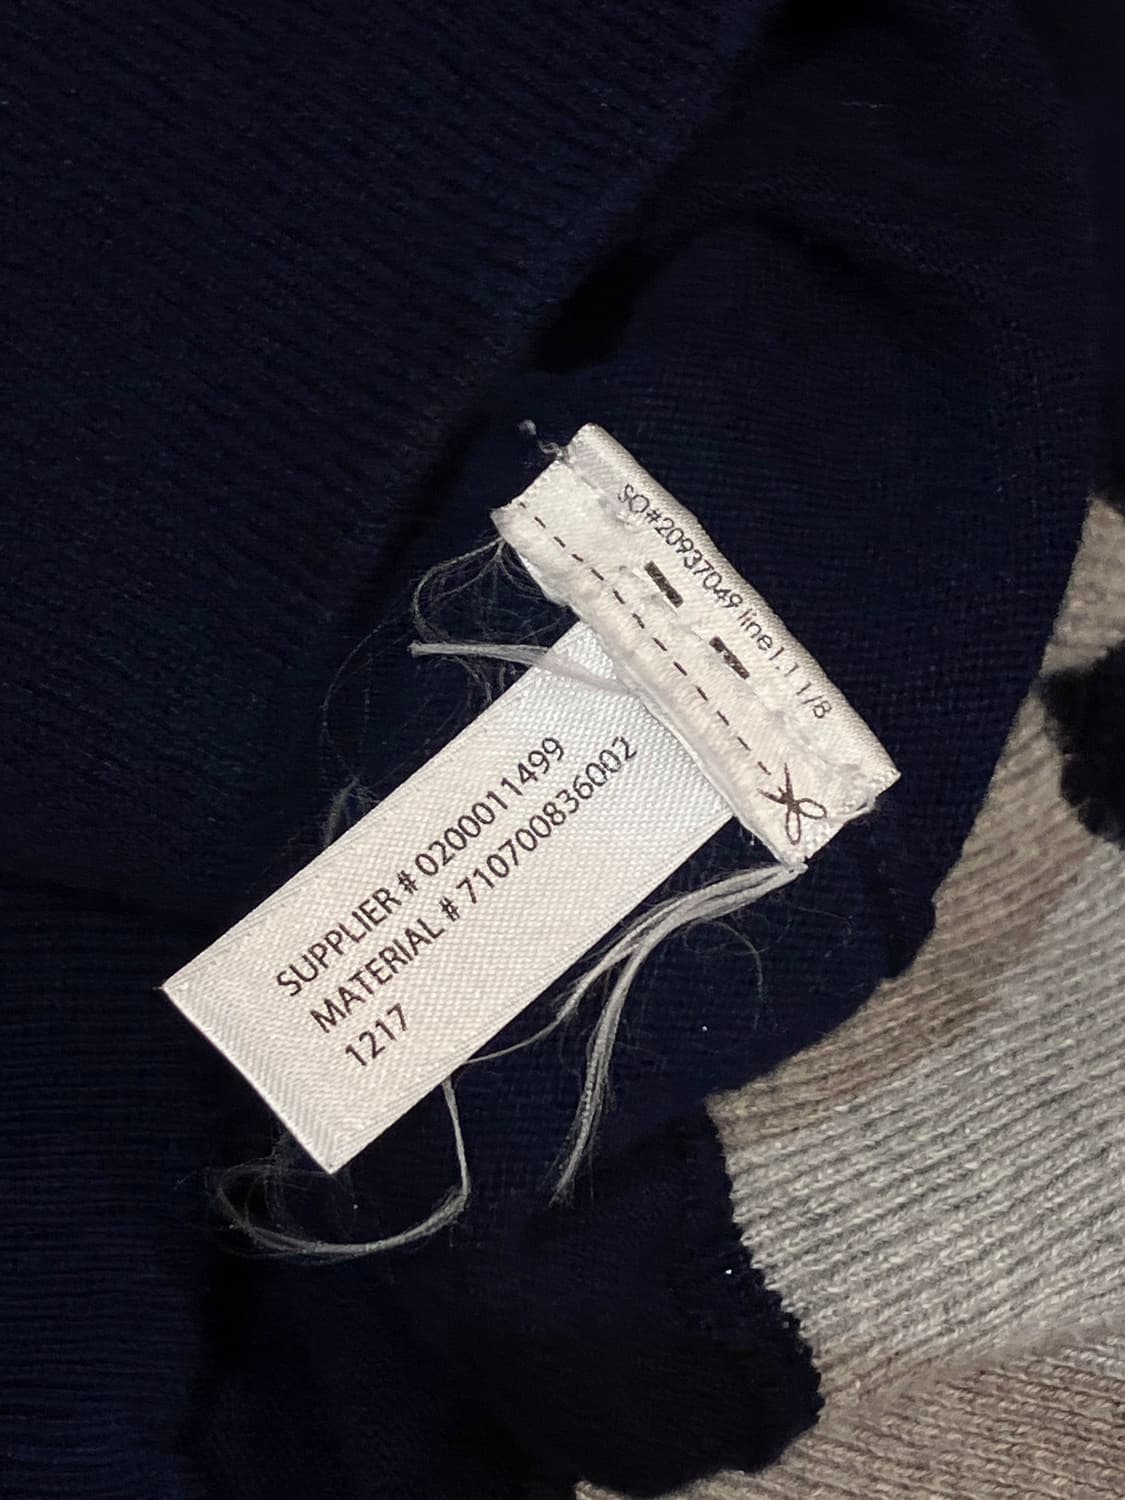 SO#20937049 line1.1 1/8
SUPPLIER # 0200011499
MATERIAL # 710700836002
1217